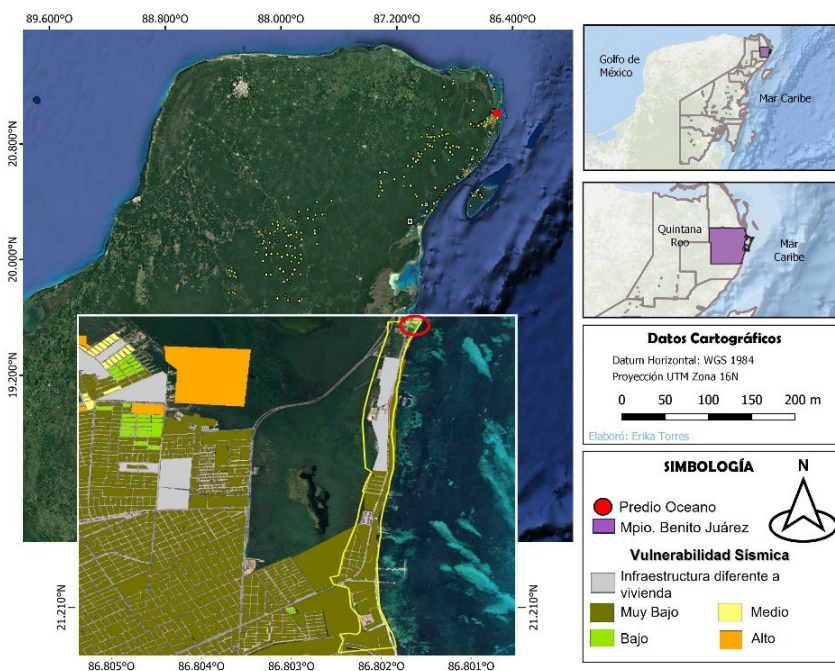 89.600°O 88.800°O 88.000°O 87.200°O 86.400°O
20.800°N
20.000°N
19.200°N
21.210°N
21.210°N
86.805°O 86.804°O 86.803°O 86.802°O 86.801°O
Golfo de
México
Mar Caribe
Quintana
Roo
Mar
Caribe
Datos Cartográficos
Datum Horizontal: WGS 1984
Proyección UTM Zona 16N
0 50 100 150 200 m
Elaboró: Erika Torres
SIMBOLOGÍA
N
Predio Oceano
Mpio. Benito Juárez
Vulnerabilidad Sísmica
Infraestructura diferente a
vivienda
Muy Bajo
Medio
Bajo
Alto